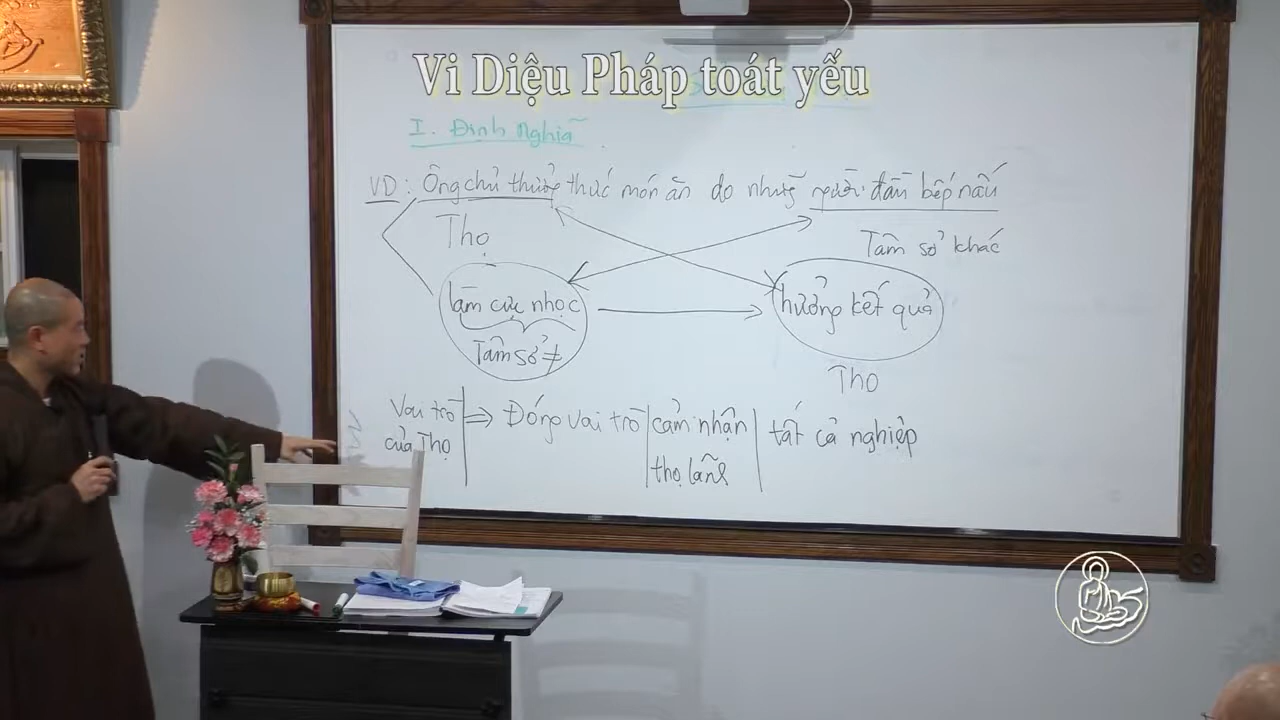 Vi Diệu Pháp toát yếu
I. Định Nghĩa
VD: Ông chủ thưởng thức món ăn do những người đầu bếp nấu
Thọ
Tâm sở khác
làm cực nhọc
hưởng kết quả
Tâm sở ≠
Thọ
Vai trò ⇒ Đóng vai trò cảm nhận tất cả nghiệp
của Thọ thọ lãnh